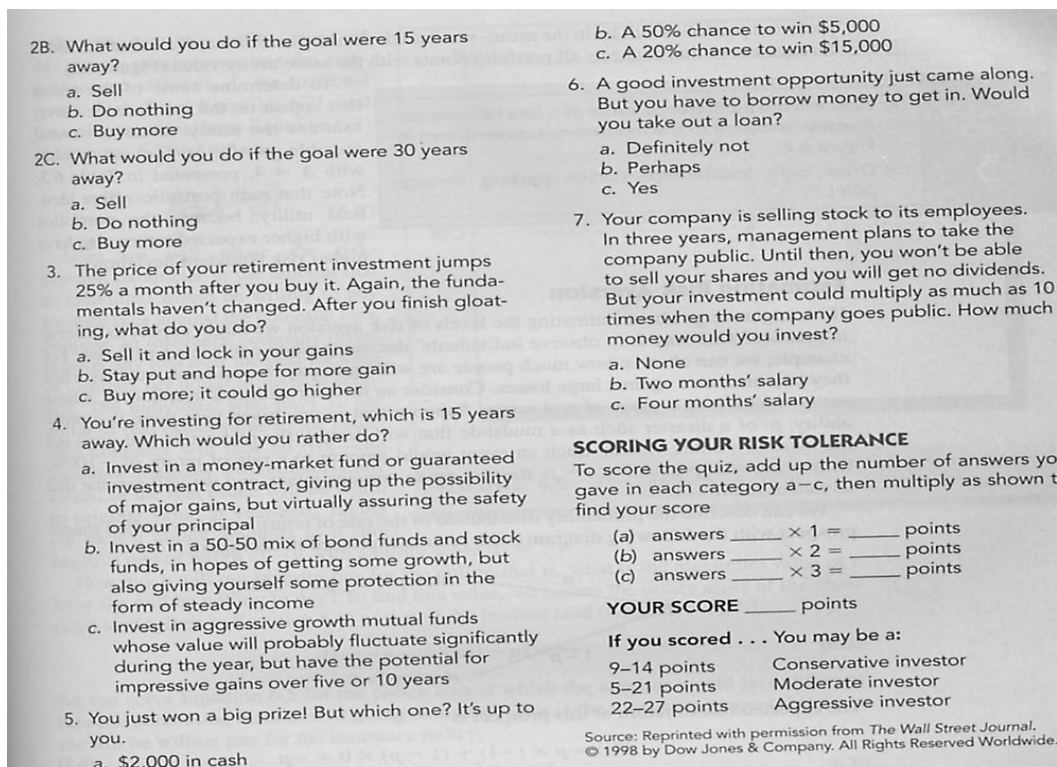 2B. What would you do if the goal were 15 years
away?
a. Sell
b. Do nothing
c. Buy more
2C. What would you do if the goal were 30 years
away?
a. Sell
b. Do nothing
c. Buy more
3. The price of your retirement investment jumps
25% a month after you buy it. Again, the funda-
mentals haven't changed. After you finish gloat-
ing, what do you do?
a. Sell it and lock in your gains
b. Stay put and hope for more gain
c. Buy more; it could go higher
4. You're investing for retirement, which is 15 years
away. Which would you rather do?
a. Invest in a money-market fund or guaranteed
investment contract, giving up the possibility
of major gains, but virtually assuring the safety
of your principal
b. Invest in a 50-50 mix of bond funds and stock
funds, in hopes of getting some growth, but
also giving yourself some protection in the
form of steady income
c. Invest in aggressive growth mutual funds
whose value will probably fluctuate significantly
during the year, but have the potential for
impressive gains over five or 10 years
5. You just won a big prize! But which one? It's up to
you.
a. $2,000 in cash
b. A 50% chance to win $5,000
c. A 20% chance to win $15,000
6. A good investment opportunity just came along.
But you have to borrow money to get in. Would
you take out a loan?
a. Definitely not
b. Perhaps
c. Yes
7. Your company is selling stock to its employees.
In three years, management plans to take the
company public. Until then, you won't be able
to sell your shares and you will get no dividends.
But your investment could multiply as much as 10
times when the company goes public. How much
money would you invest?
a. None
b. Two months' salary
c. Four months' salary
SCORING YOUR RISK TOLERANCE
To score the quiz, add up the number of answers yo
gave in each category a–c, then multiply as shown t
find your score
(a) answers _____ × 1 = _____ points
(b) answers _____ × 2 = _____ points
(c) answers _____ × 3 = _____ points
YOUR SCORE _____ points
If you scored . . . You may be a:
9–14 points Conservative investor
5–21 points Moderate investor
22–27 points Aggressive investor
Source: Reprinted with permission from The Wall Street Journal.
© 1998 by Dow Jones & Company. All Rights Reserved Worldwide.